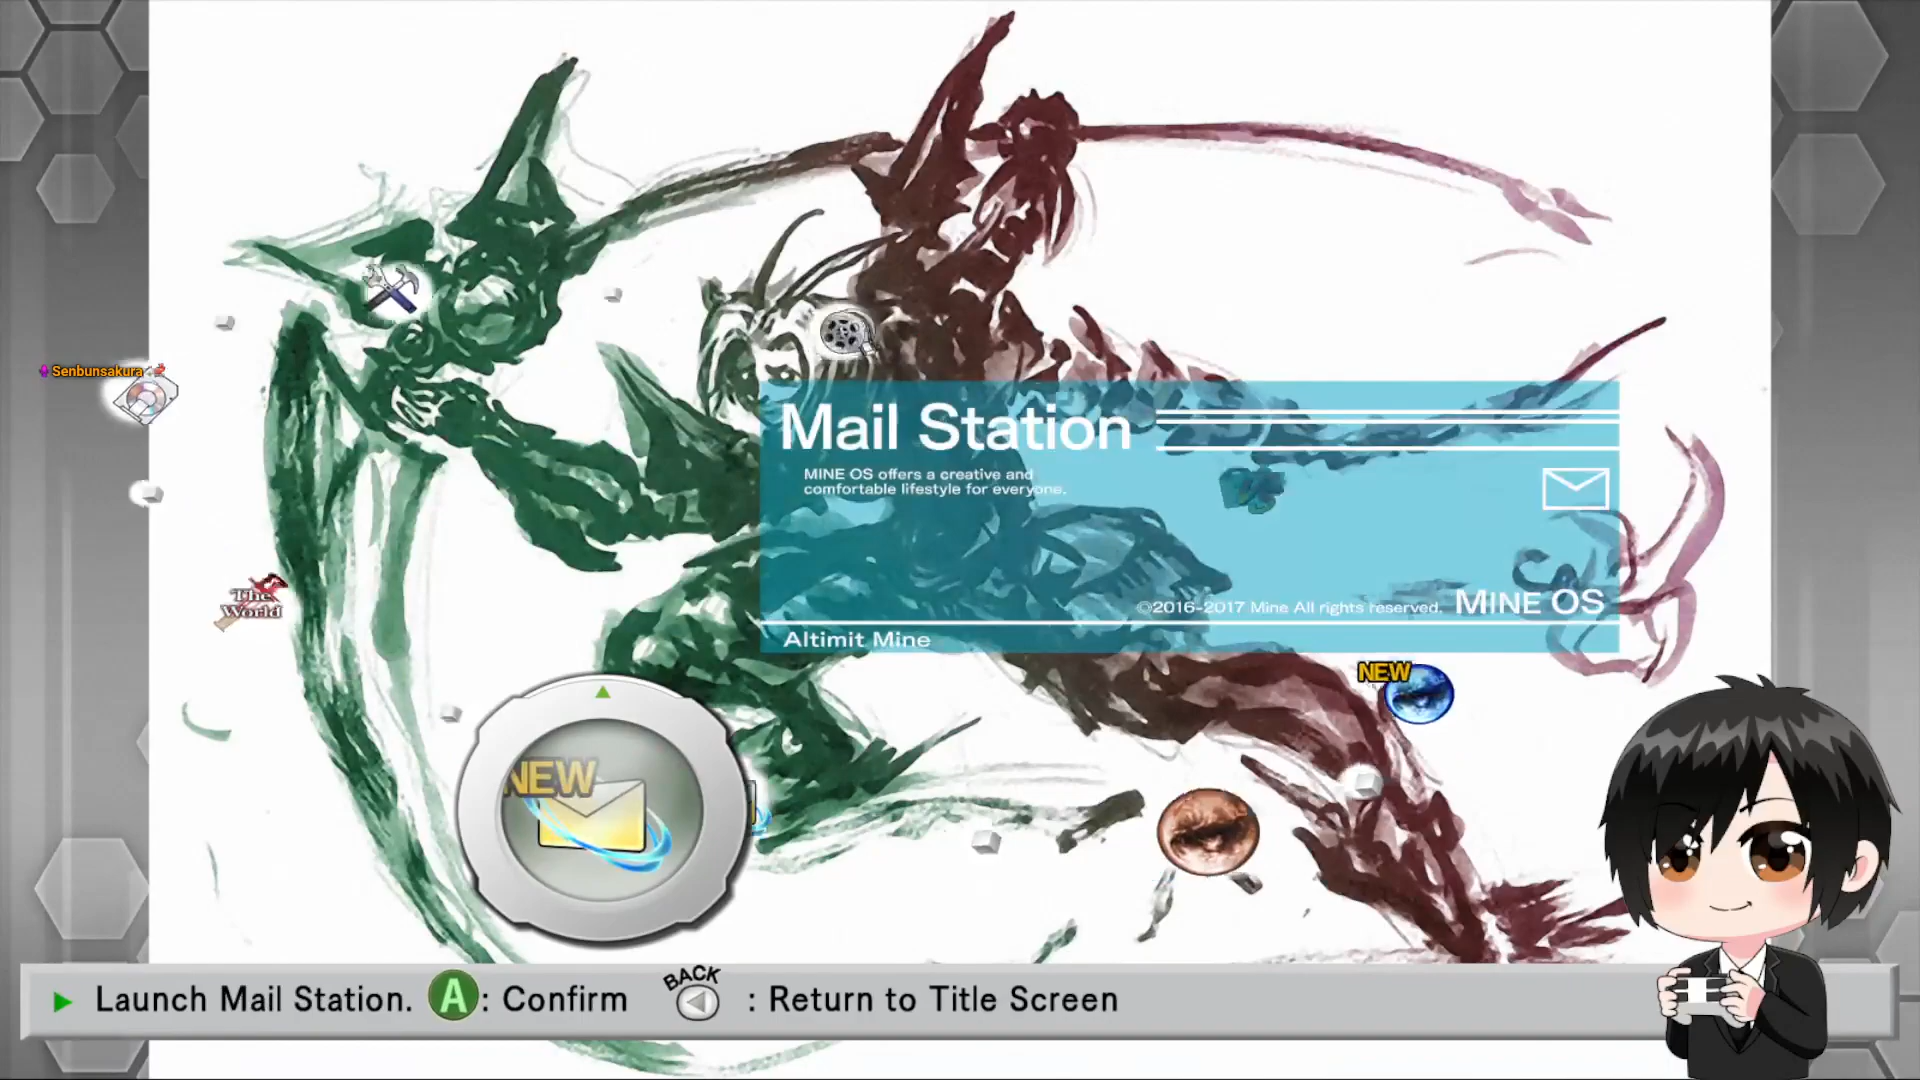 Senbunsakura
Mail Station
MINE OS offers a creative and
comfortable lifestyle for everyone.
The
World
©2016-2017 Mine All rights reserved.
MINE OS
Altimit Mine
NEW
NEW
BACK
Launch Mail Station. A : Confirm : Return to Title Screen